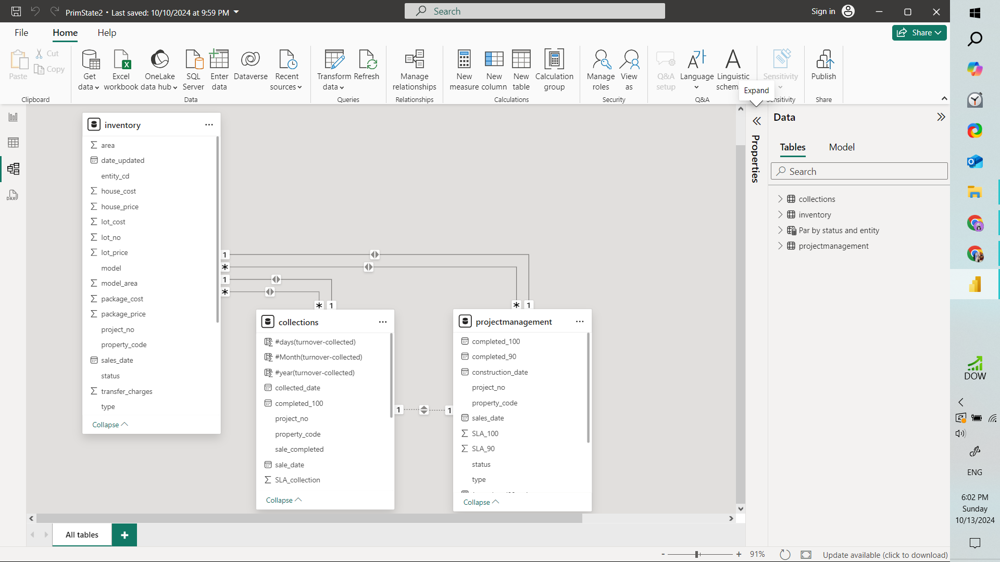 PrimState2 • Last saved: 10/10/2024 at 9:59 PM
Search
Sign in
File
Home
Help
Share
Paste
Cut
Copy
Clipboard
Get data
Excel workbook
OneLake data hub
SQL Server
Enter data
Dataverse
Recent sources
Data
Transform data
Refresh
Queries
Manage relationships
Relationships
New measure
New column
New table
Calculation group
Calculations
Manage roles
View as
Security
Q&A setup
Language
Linguistic schem
Q&A
Sensitivity
Publish
Share
Expand
inventory
area
date_updated
entity_cd
house_cost
house_price
lot_cost
lot_no
lot_price
model
model_area
package_cost
package_price
project_no
property_code
sales_date
status
transfer_charges
type
Collapse
1
*
1
*
* 1
* 1
collections
#days(turnover-collected)
#Month(turnover-collected)
#year(turnover-collected)
collected_date
completed_100
project_no
property_code
sale_completed
sale_date
SLA_collection
Collapse
1
1
projectmanagement
completed_100
completed_90
construction_date
project_no
property_code
sales_date
SLA_100
SLA_90
status
type
Collapse
Properties
Data
Tables
Model
Search
collections
inventory
Par by status and entity
projectmanagement
All tables
+
- + 91%
Update available (click to download)
DAX
DOW
ENG
6:02 PM
Sunday
10/13/2024